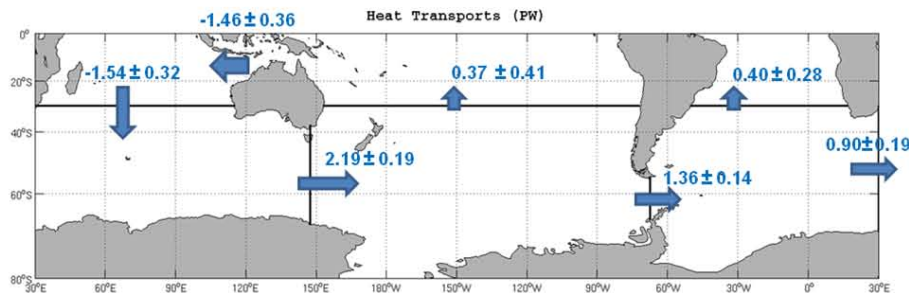 Heat Transports (PW)
-1.46 ± 0.36
-1.54 ± 0.32
0.37 ± 0.41
0.40 ± 0.28
0.90 ± 0.19
2.19 ± 0.19
1.36 ± 0.14
0°
20°S
40°S
60°S
80°S
30°E
60°E
90°E
120°E
150°E
180°W
150°W
120°W
90°W
60°W
30°W
0°
30°E